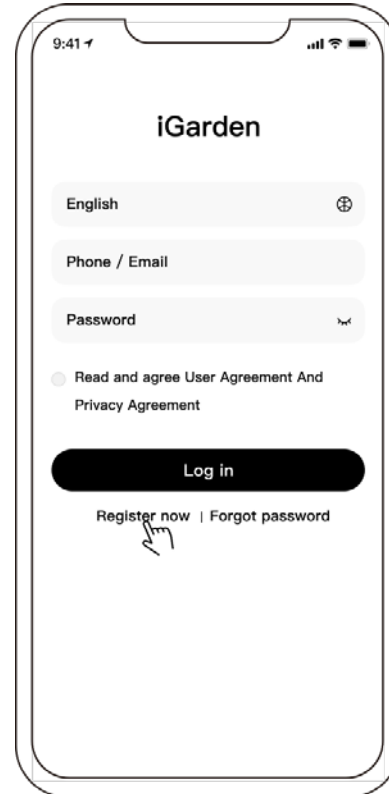 9:41
iGarden
English
Phone / Email
Password
Read and agree User Agreement And
Privacy Agreement
Log in
Register now | Forgot password